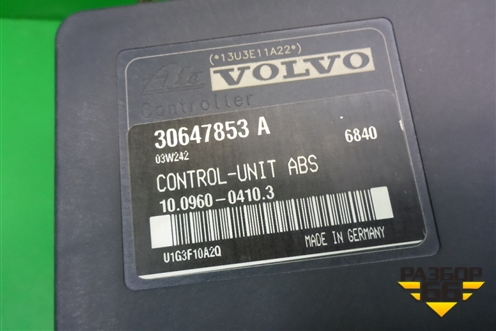 (*13U3E11A22*)
Ate VOLVO
Controller
30647853 A
6840
03W242
CONTROL-UNIT ABS
10.0960-0410.3
U1G3F10A2Q
MADE IN GERMANY
РАЗБОР
66